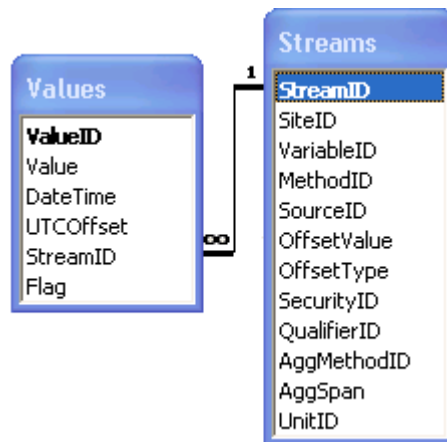 Values
ValueID
Value
DateTime
UTCOffset
StreamID
Flag
1
∞
Streams
StreamID
SiteID
VariableID
MethodID
SourceID
OffsetValue
OffsetType
SecurityID
QualifierID
AggMethodID
AggSpan
UnitID